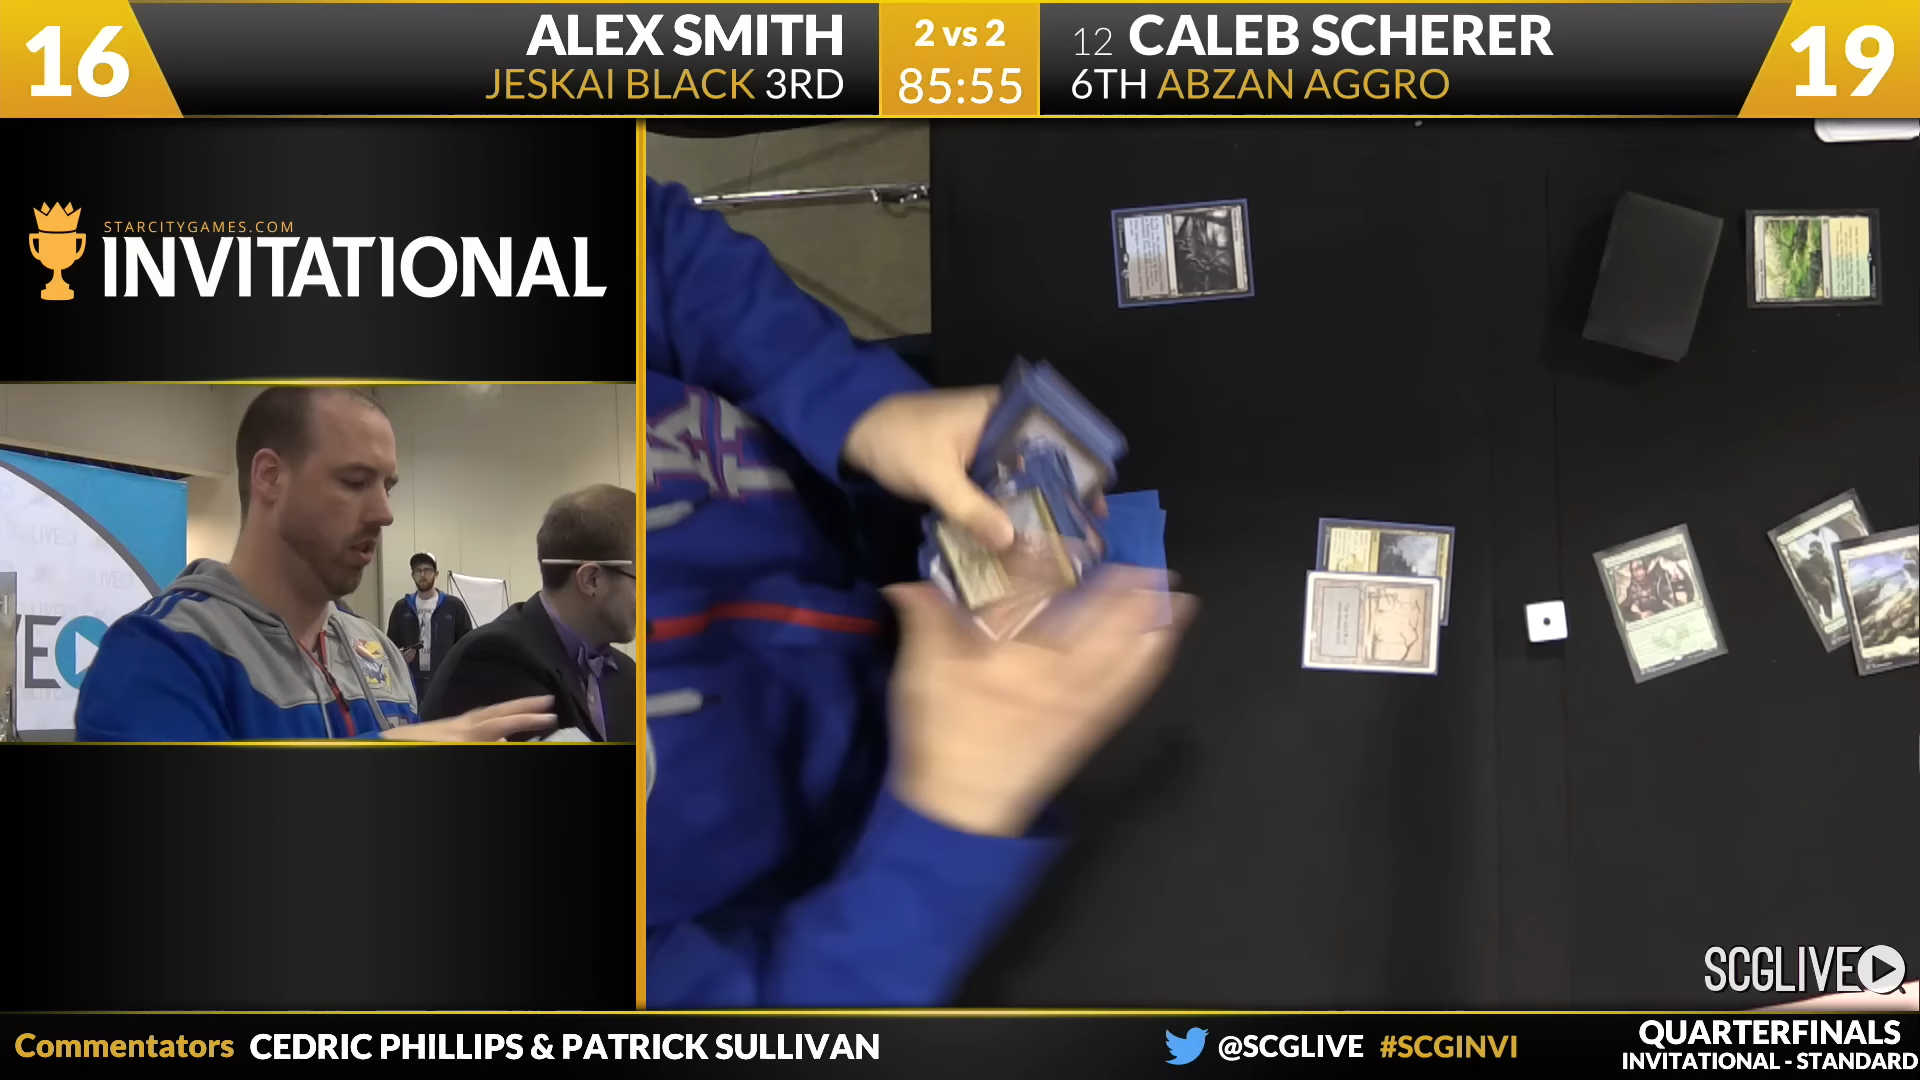 16
ALEX SMITH
JESKAI BLACK 3RD
2 vs 2
85:55
12 CALEB SCHERER
6TH ABZAN AGGRO
19
STARCITYGAMES.COM
INVITATIONAL
LIVE
SCGLIVE
Commentators CEDRIC PHILLIPS & PATRICK SULLIVAN
@SCGLIVE #SCGINVI
QUARTERFINALS
INVITATIONAL - STANDARD